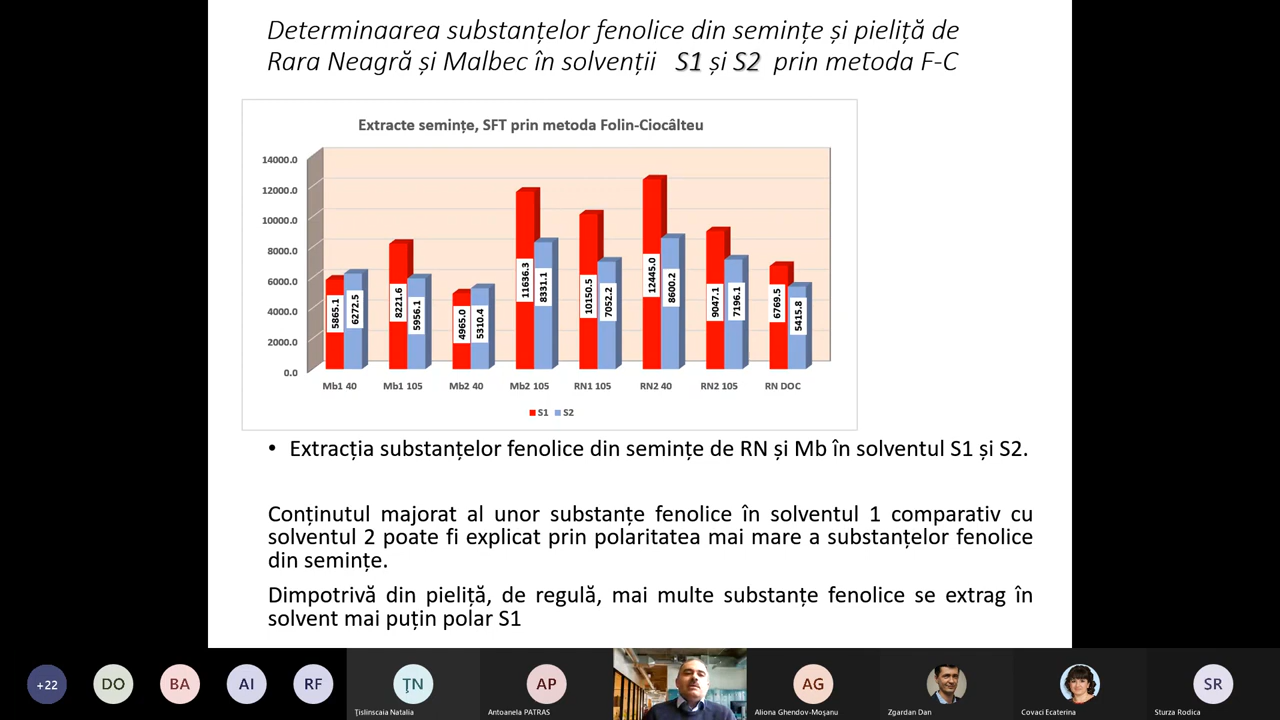 Determinaarea substanțelor fenolice din semințe și pieliță de
Rara Neagră și Malbec în solvenții S1 și S2 prin metoda F-C
Extracte semințe, SFT prin metoda Folin-Ciocâlteu
14000.0
12000.0
10000.0
8000.0
6000.0
4000.0
2000.0
0.0
5865.1
6272.5
8221.6
5956.1
4965.0
5310.4
11636.3
8331.1
10150.5
7052.2
12445.0
8600.2
9047.1
7196.1
6769.5
5415.8
Mb1 40
Mb1 105
Mb2 40
Mb2 105
RN1 105
RN2 40
RN2 105
RN DOC
S1 S2
• Extracția substanțelor fenolice din semințe de RN și Mb în solventul S1 și S2.
Conținutul majorat al unor substanțe fenolice în solventul 1 comparativ cu
solventul 2 poate fi explicat prin polaritatea mai mare a substanțelor fenolice
din semințe.
Dimpotrivă din pieliță, de regulă, mai multe substanțe fenolice se extrag în
solvent mai puțin polar S1
+22
DO
BA
AI
RF
ȚN
AP
AG
SR
Țislinscaia Natalia
Antoanela PATRAS
Aliona Ghendov-Moșanu
Zgardan Dan
Covaci Ecaterina
Sturza Rodica